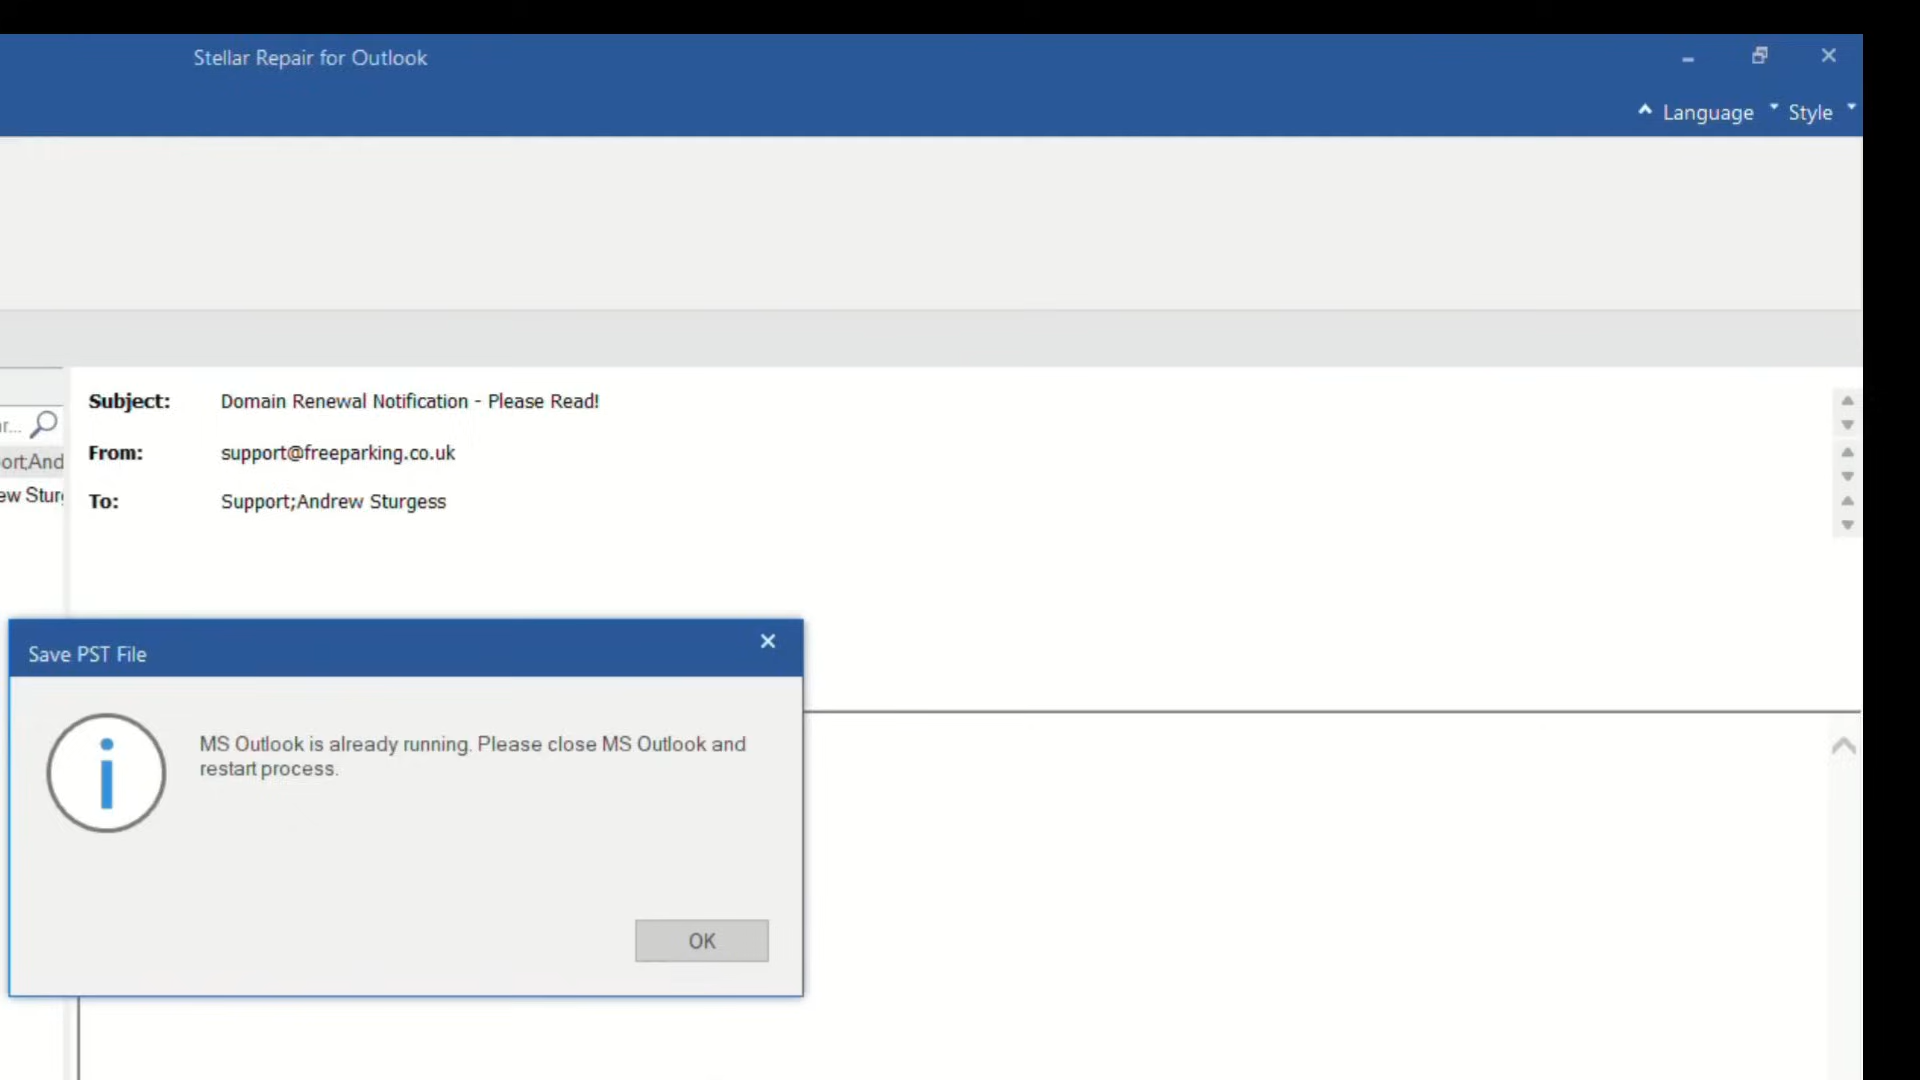 Stellar Repair for Outlook
Language Style
Subject: Domain Renewal Notification - Please Read!
From: support@freeparking.co.uk
To: Support;Andrew Sturgess
Save PST File
MS Outlook is already running. Please close MS Outlook and
restart process.
OK